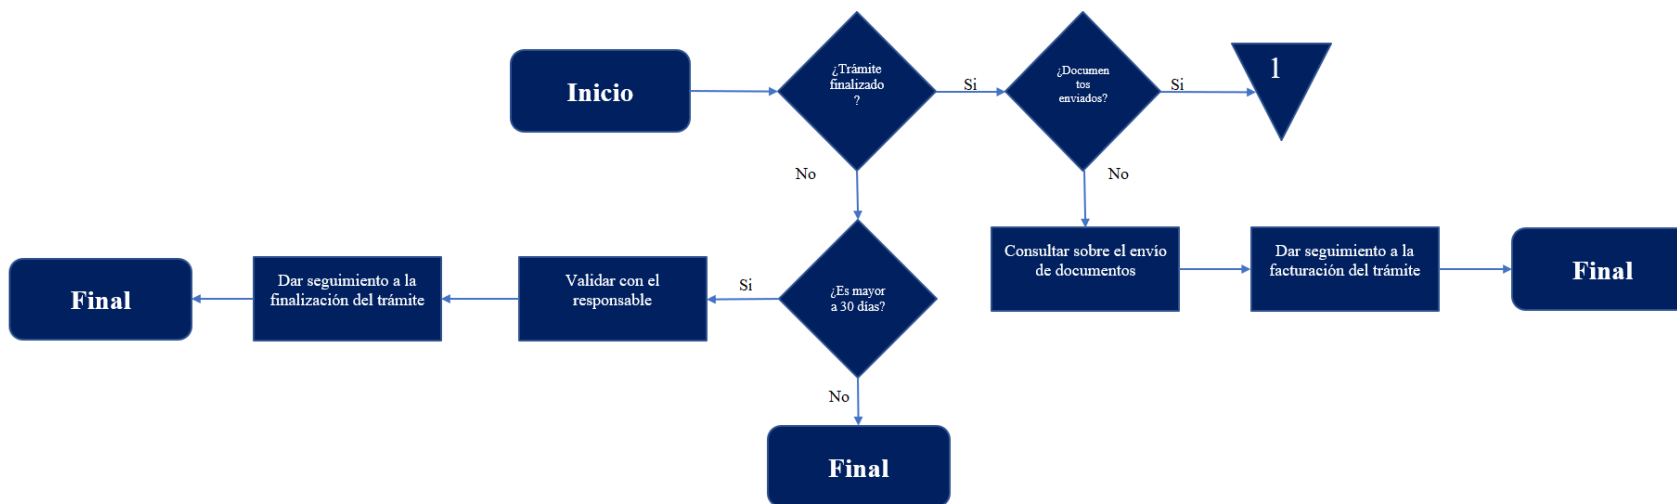 Inicio
¿Trámite
finalizado
?
Si
¿Documen
tos
enviados?
Si
1
No
No
Consultar sobre el envío
de documentos
Dar seguimiento a la
facturación del trámite
Final
¿Es mayor
a 30 días?
Si
Validar con el
responsable
Dar seguimiento a la
finalización del trámite
Final
No
Final